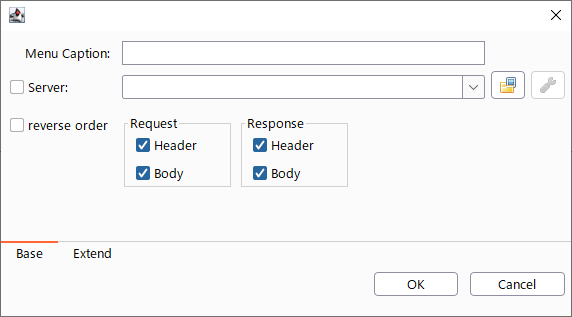 Menu Caption:
Server:
reverse order
Request
Header
Body
Response
Header
Body
Base
Extend
OK
Cancel